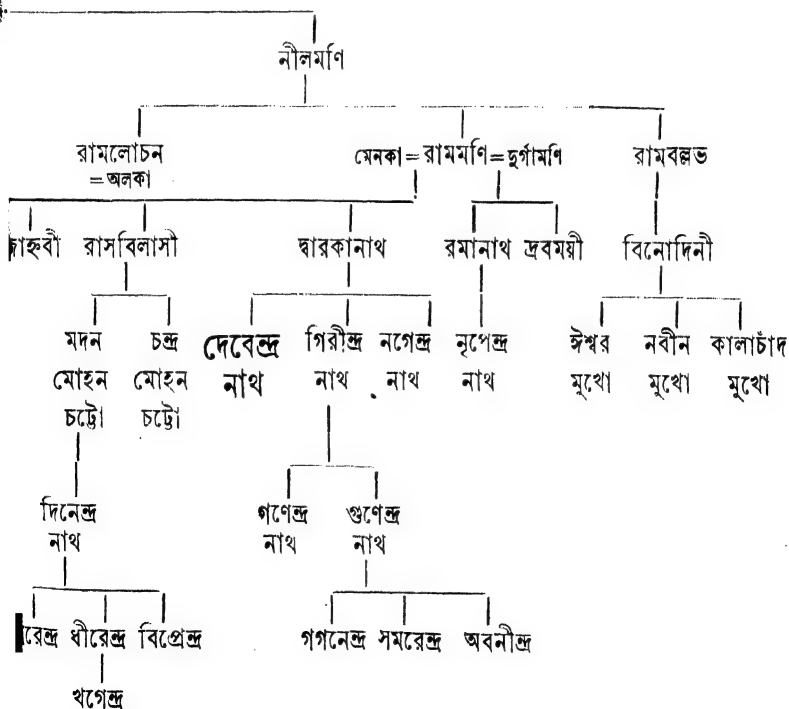 নীলমণি
রামলোচন মেনকা = রামমণি = দুর্গামণি রামবল্লভ
= অলকা
জাহ্নবী রাসবিলাসী দ্বারকানাথ রমানাথ দ্রবময়ী বিনোদিনী
মদন চন্দ্র দেবেন্দ্র গিরীন্দ্র নগেন্দ্র নৃপেন্দ্র ঈশ্বর নবীন কালাচাঁদ
মোহন মোহন নাথ নাথ নাথ নাথ মুখো মুখো মুখো
চট্টো চট্টো
দিনেন্দ্র গণেন্দ্র গুণেন্দ্র
নাথ নাথ নাথ
ধীরেন্দ্র বিপ্রেন্দ্র গগনেন্দ্র সমরেন্দ্র অবনীন্দ্র
খগেন্দ্র